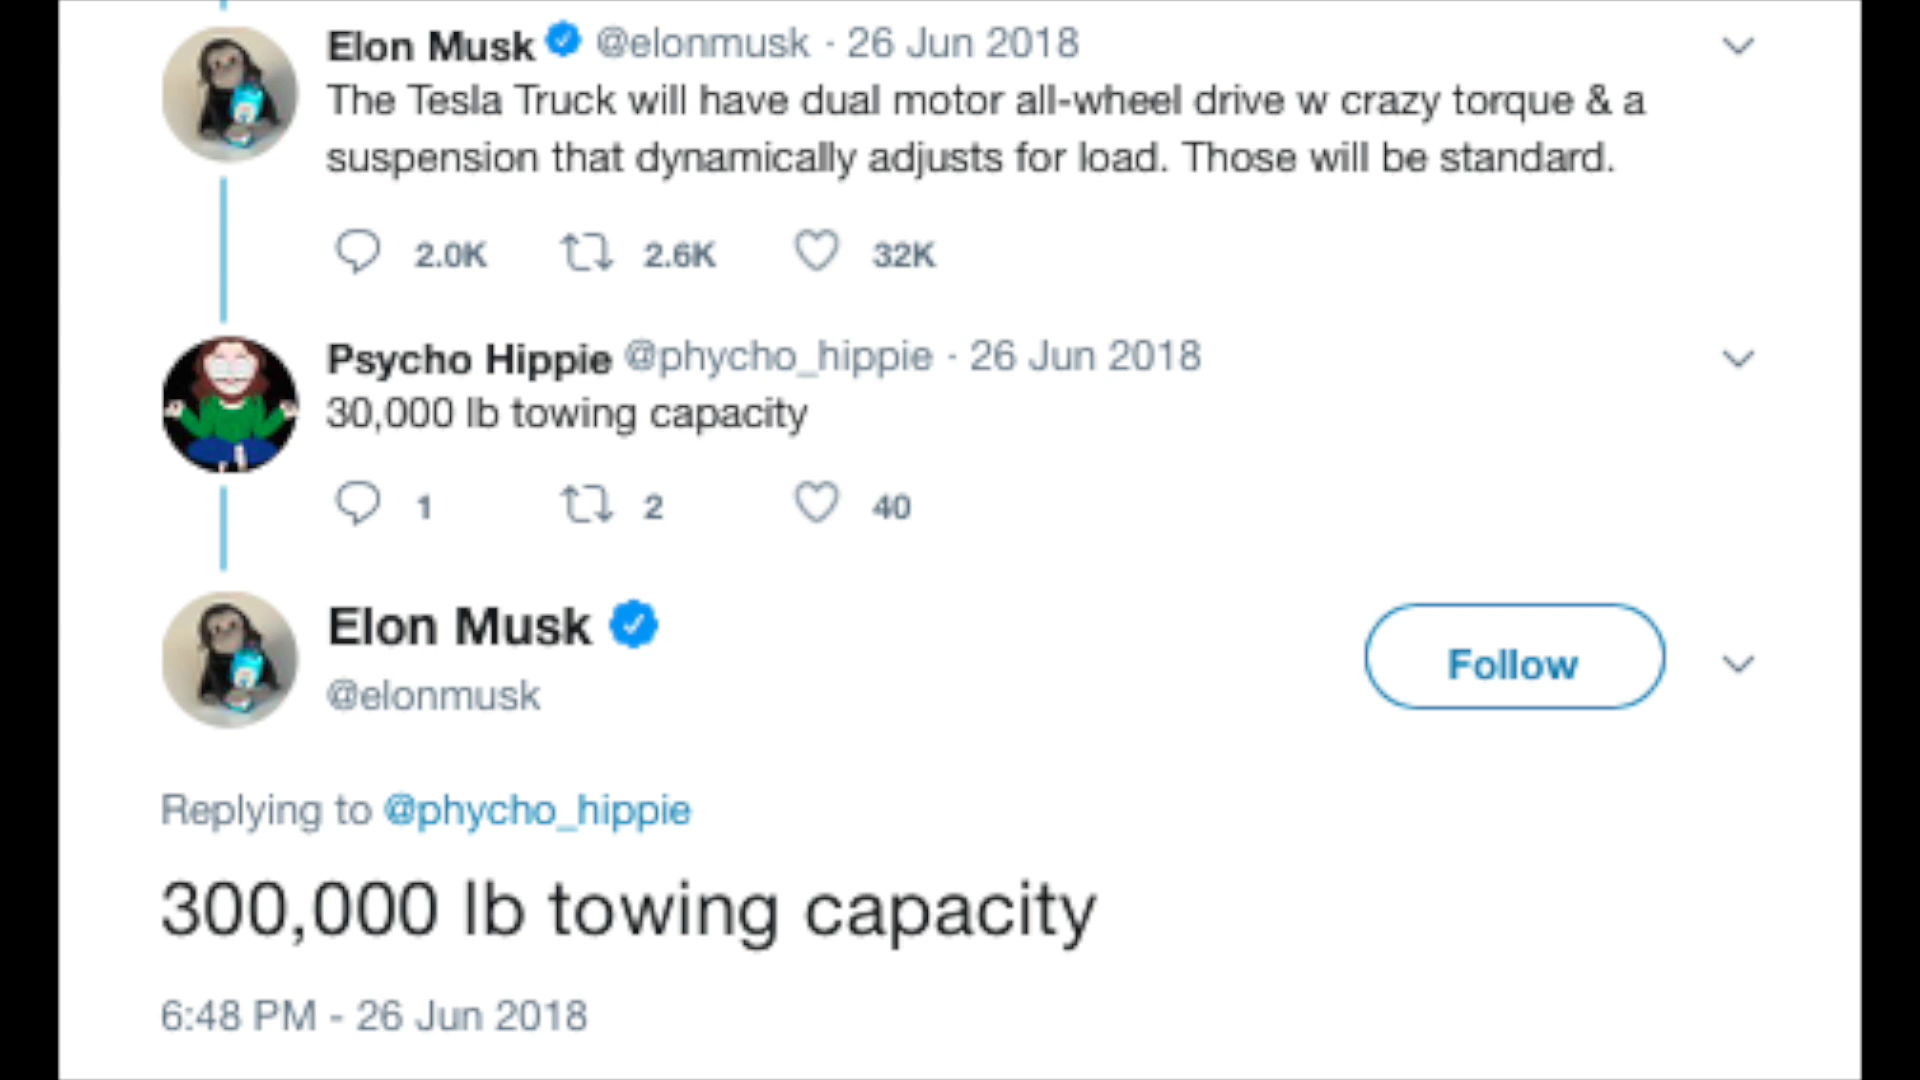 Elon Musk @elonmusk · 26 Jun 2018
The Tesla Truck will have dual motor all-wheel drive w crazy torque & a
suspension that dynamically adjusts for load. Those will be standard.
2.0K 2.6K 32K
Psycho Hippie @phycho_hippie · 26 Jun 2018
30,000 lb towing capacity
1 2 40
Elon Musk
Follow
@elonmusk
Replying to @phycho_hippie
300,000 lb towing capacity
6:48 PM - 26 Jun 2018